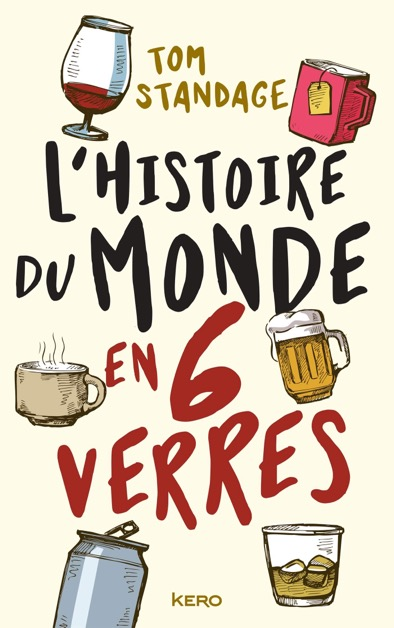 TOM
STANDAGE
L'HISTOIRE
DU MONDE
EN 6
VERRES
KERO